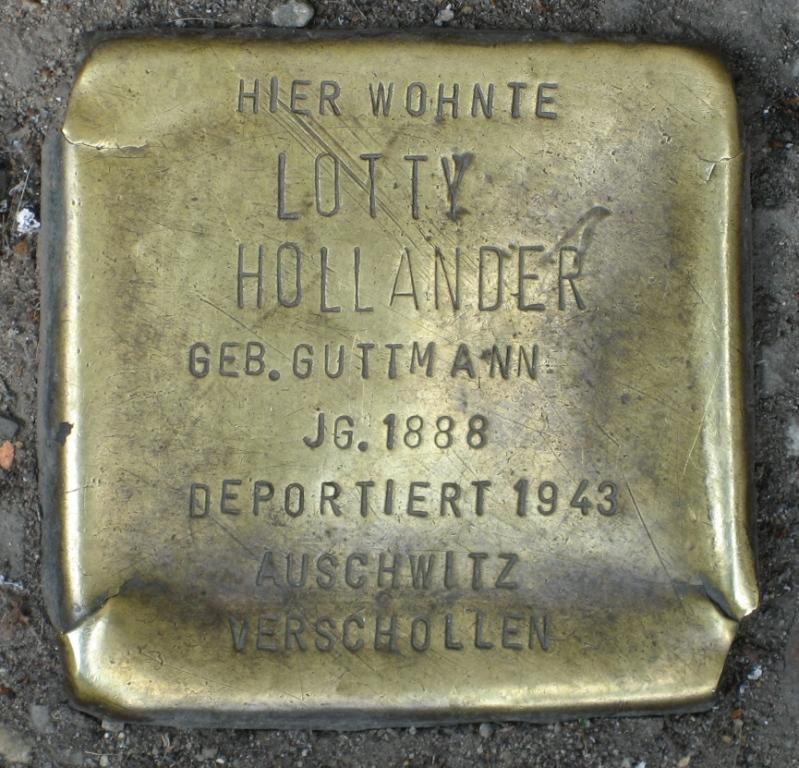 HIER WOHNTE
LOTTY
HOLLANDER
GEB. GUTTMANN
JG. 1888
DEPORTIERT 1943
AUSCHWITZ
VERSCHOLLEN